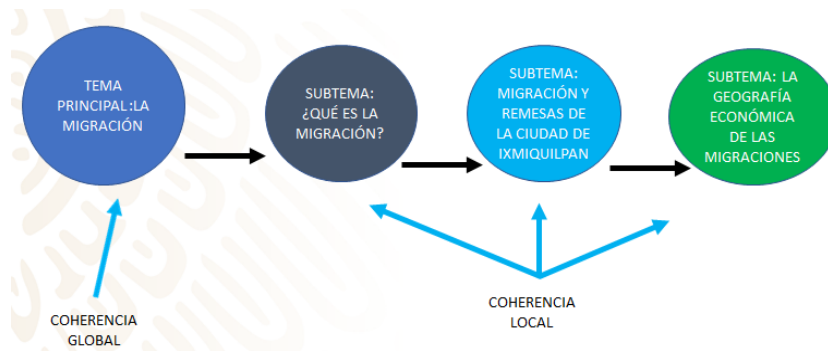 TEMA
PRINCIPAL:LA
MIGRACIÓN
SUBTEMA:
¿QUÉ ES LA
MIGRACIÓN?
SUBTEMA:
MIGRACIÓN Y
REMESAS DE
LA CIUDAD DE
IXMIQUILPAN
SUBTEMA: LA
GEOGRAFÍA
ECONÓMICA
DE LAS
MIGRACIONES
COHERENCIA
GLOBAL
COHERENCIA
LOCAL